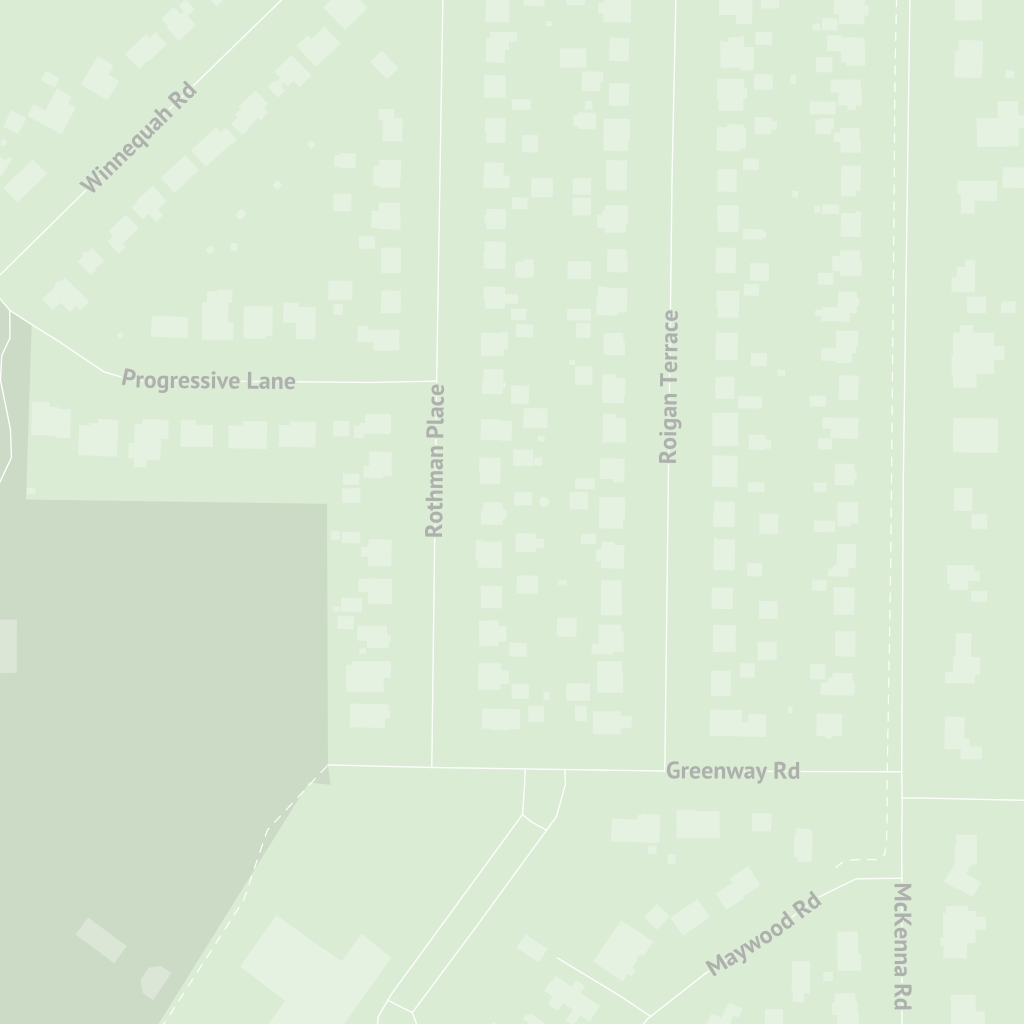 Winnequah Rd
Progressive Lane
Rothman Place
Roigan Terrace
Greenway Rd
Maywood Rd
McKenna Rd